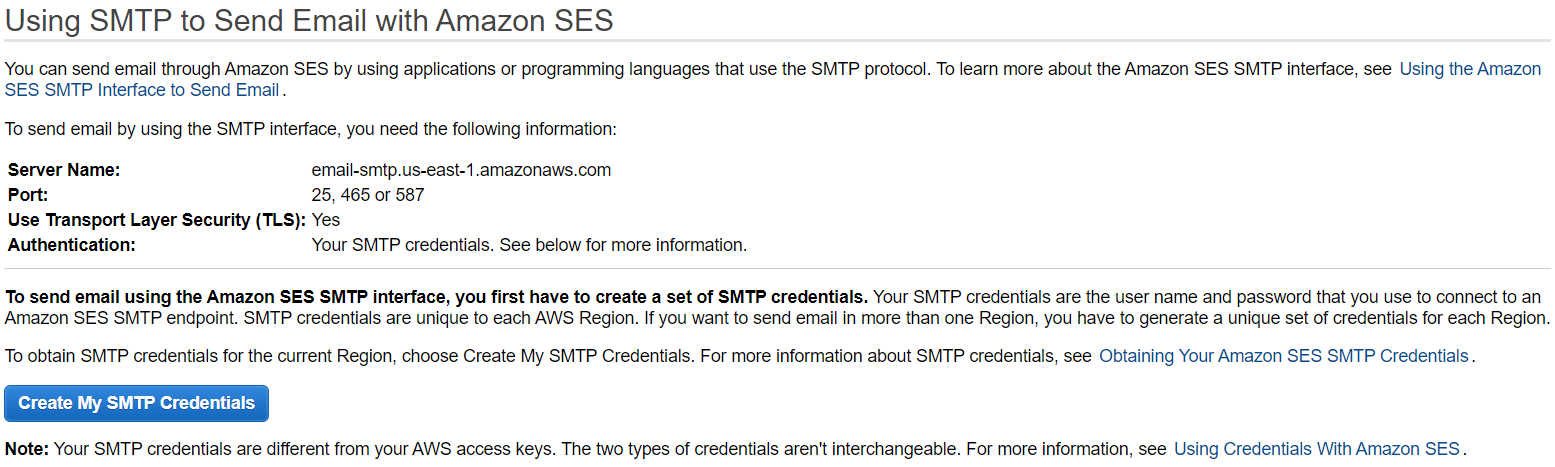 Using SMTP to Send Email with Amazon SES
You can send email through Amazon SES by using applications or programming languages that use the SMTP protocol. To learn more about the Amazon SES SMTP interface, see Using the Amazon
SES SMTP Interface to Send Email.
To send email by using the SMTP interface, you need the following information:
Server Name: email-smtp.us-east-1.amazonaws.com
Port: 25, 465 or 587
Use Transport Layer Security (TLS): Yes
Authentication: Your SMTP credentials. See below for more information.
To send email using the Amazon SES SMTP interface, you first have to create a set of SMTP credentials. Your SMTP credentials are the user name and password that you use to connect to an
Amazon SES SMTP endpoint. SMTP credentials are unique to each AWS Region. If you want to send email in more than one Region, you have to generate a unique set of credentials for each Region.
To obtain SMTP credentials for the current Region, choose Create My SMTP Credentials. For more information about SMTP credentials, see Obtaining Your Amazon SES SMTP Credentials.
Create My SMTP Credentials
Note: Your SMTP credentials are different from your AWS access keys. The two types of credentials aren't interchangeable. For more information, see Using Credentials With Amazon SES.